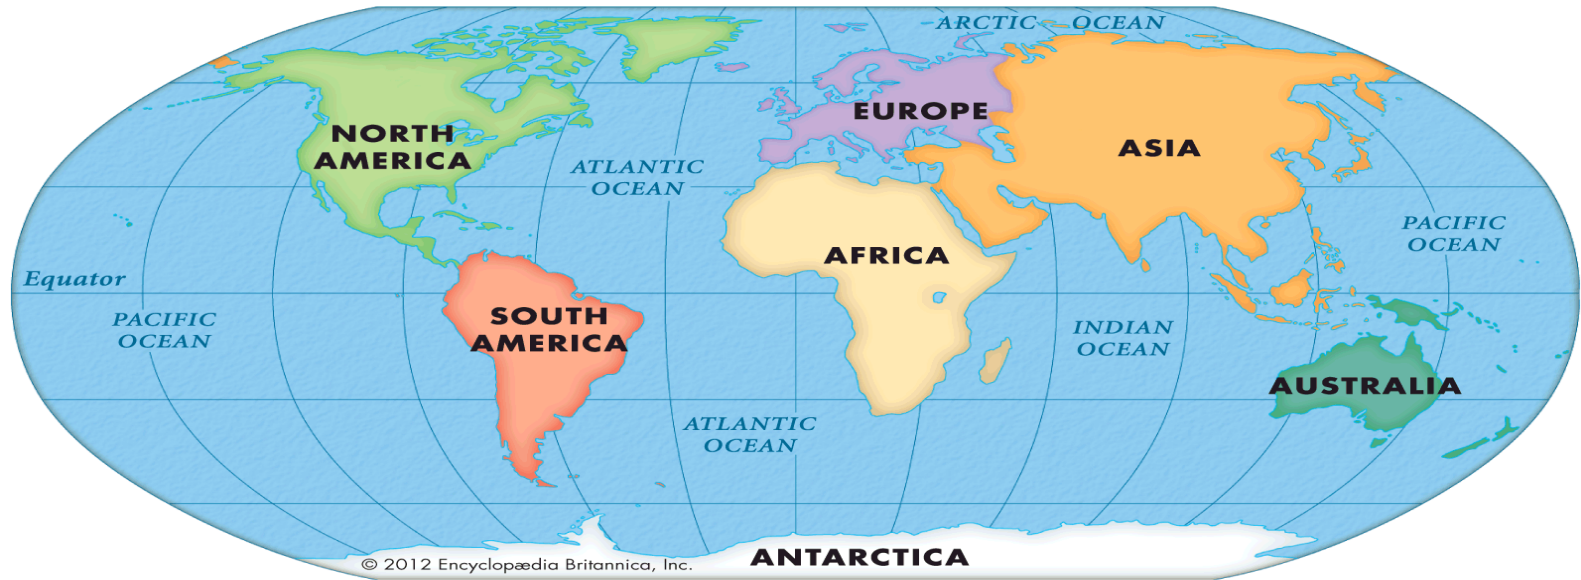 ARCTIC OCEAN
EUROPE
NORTH
AMERICA
ASIA
ATLANTIC
OCEAN
PACIFIC
OCEAN
AFRICA
Equator
SOUTH
AMERICA
PACIFIC
OCEAN
INDIAN
OCEAN
AUSTRALIA
ATLANTIC
OCEAN
ANTARCTICA
© 2012 Encyclopædia Britannica, Inc.